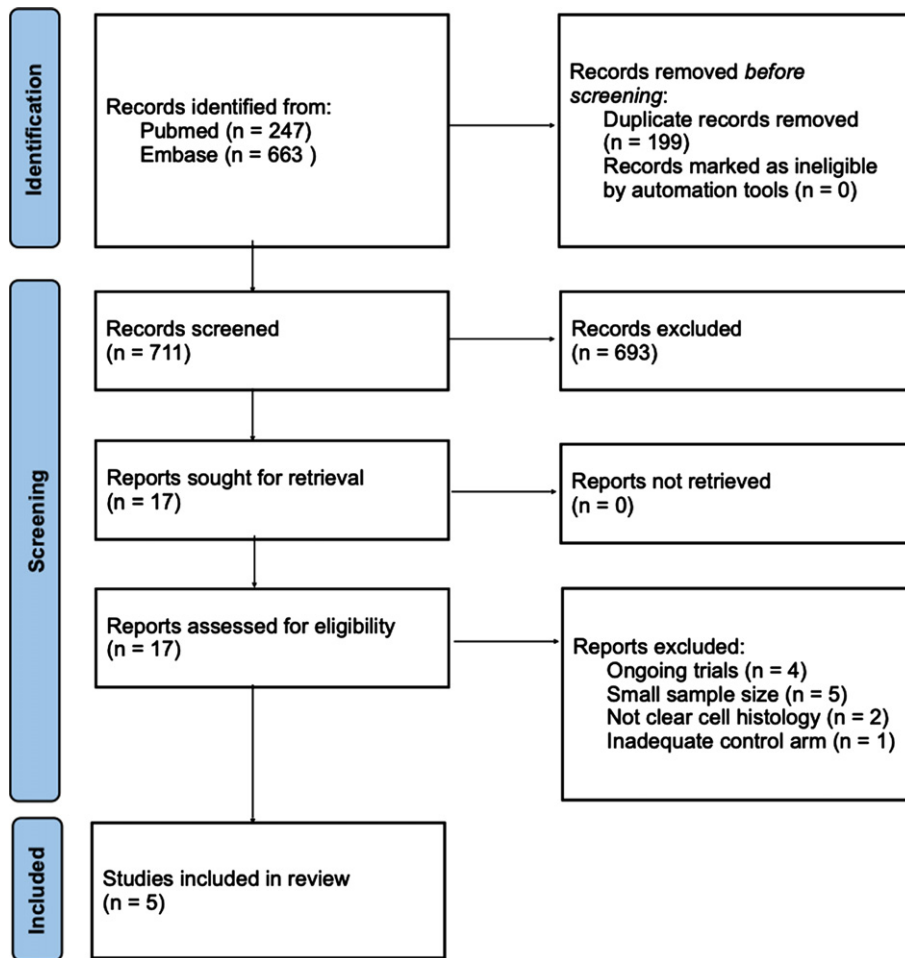 Identification
Records identified from:
Pubmed (n = 247)
Embase (n = 663 )
Records removed before
screening:
Duplicate records removed
(n = 199)
Records marked as ineligible
by automation tools (n = 0)
Screening
Records screened
(n = 711)
Records excluded
(n = 693)
Reports sought for retrieval
(n = 17)
Reports not retrieved
(n = 0)
Reports assessed for eligibility
(n = 17)
Reports excluded:
Ongoing trials (n = 4)
Small sample size (n = 5)
Not clear cell histology (n = 2)
Inadequate control arm (n = 1)
Included
Studies included in review
(n = 5)